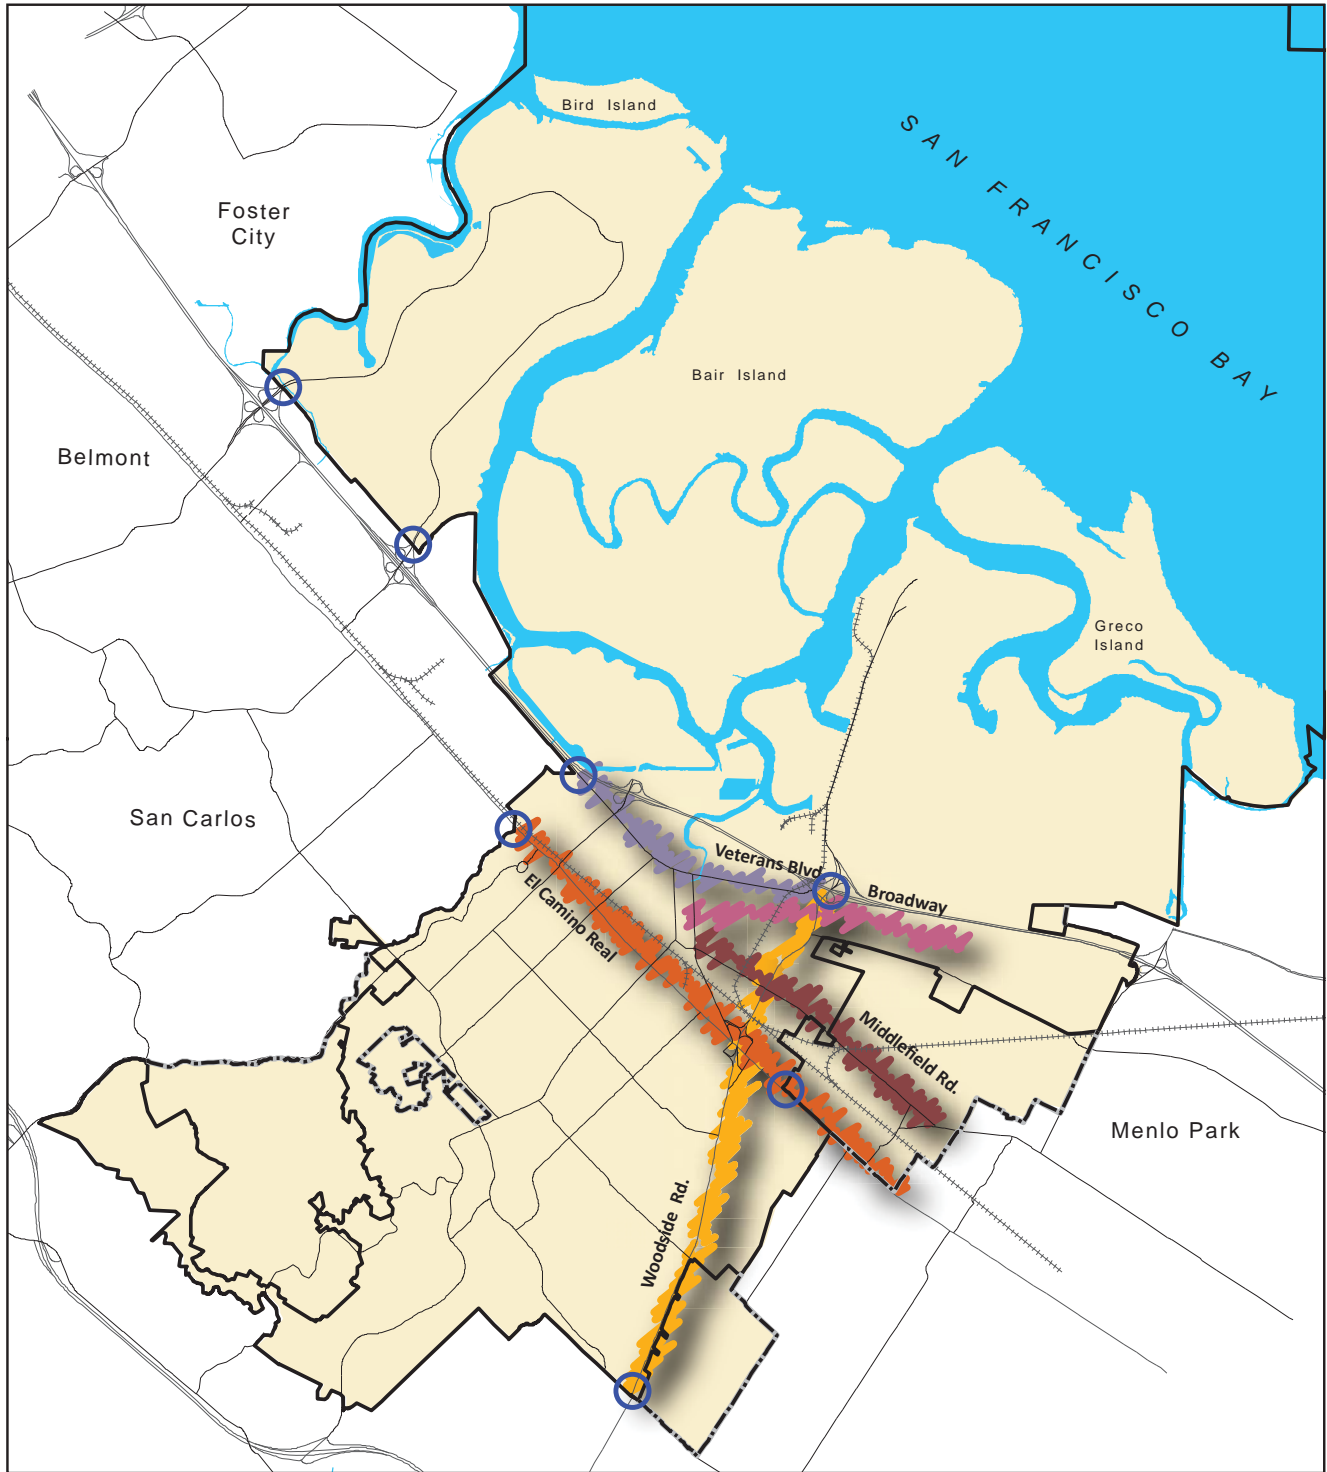 Bird Island
SAN FRANCISCO BAY
Foster
City
Bair Island
Belmont
Greco
Island
San Carlos
Veterans Blvd
Broadway
El Camino Real
Middlefield Rd.
Menlo Park
Woodside Rd.